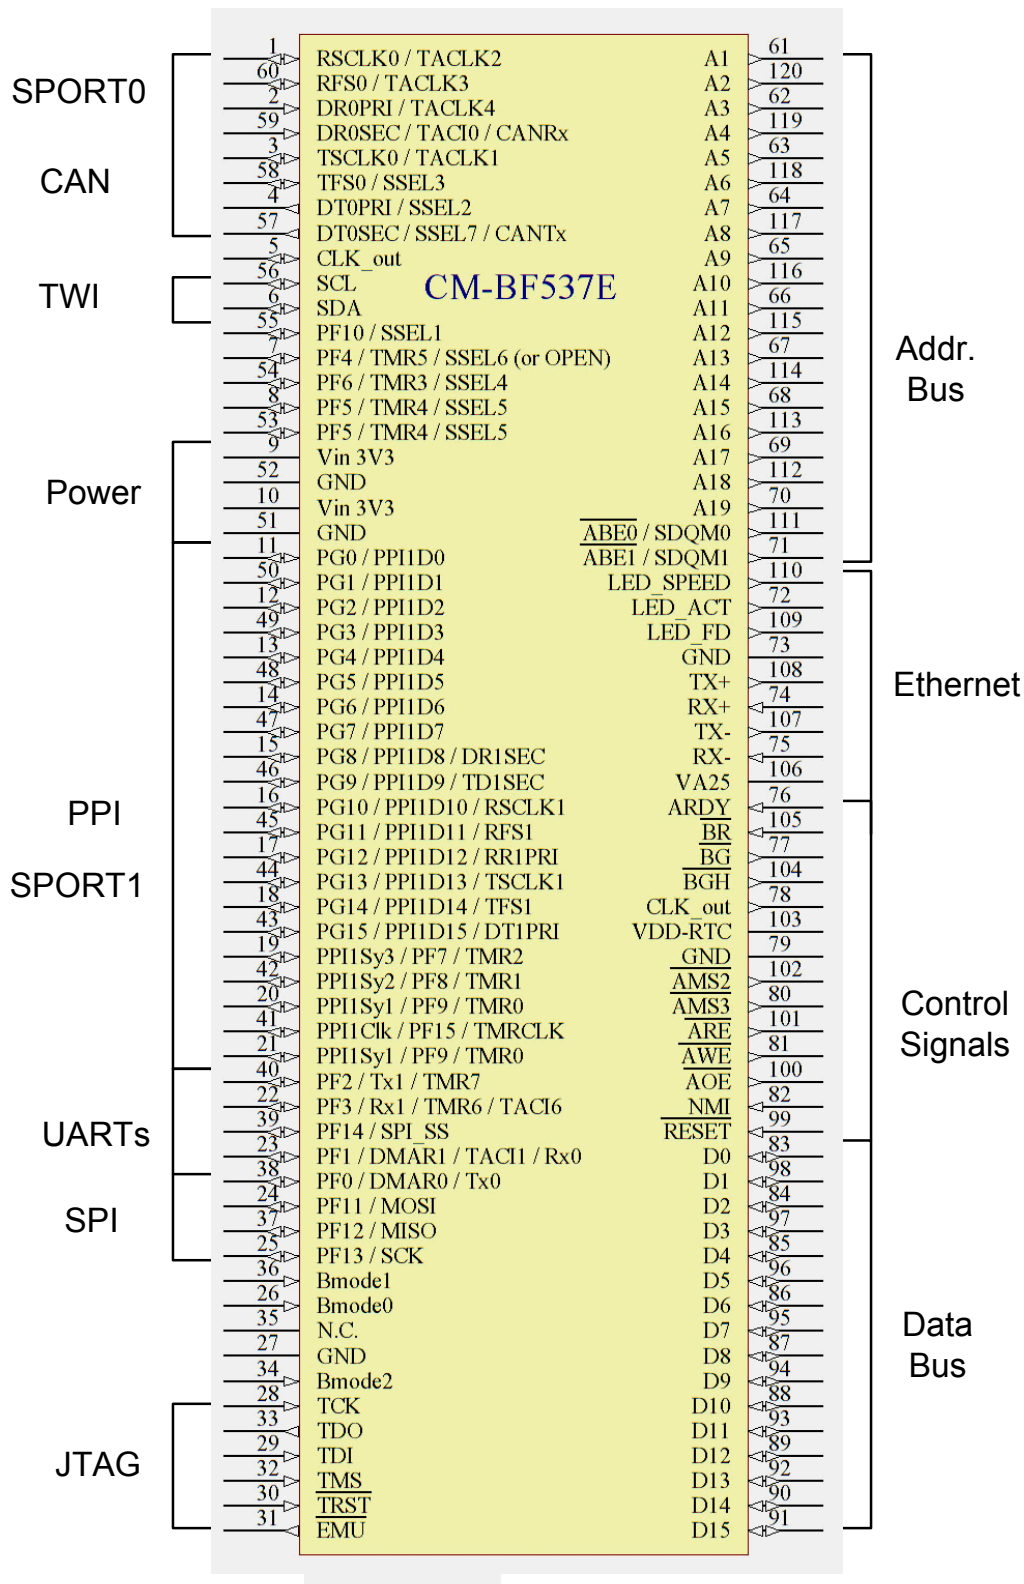 SPORT0
CAN
TWI
Power
PPI
SPORT1
UARTs
SPI
JTAG
CM-BF537E
1 RSCLK0 / TACLK2
60 RFS0 / TACLK3
2 DR0PRI / TACLK4
59 DR0SEC / TACI0 / CANRx
3 TSCLK0 / TACLK1
58 TFS0 / SSEL3
4 DT0PRI / SSEL2
57 DT0SEC / SSEL7 / CANTx
5 CLK_out
56 SCL
6 SDA
55 PF10 / SSEL1
7 PF4 / TMR5 / SSEL6 (or OPEN)
54 PF6 / TMR3 / SSEL4
8 PF5 / TMR4 / SSEL5
53 PF5 / TMR4 / SSEL5
9 Vin 3V3
52 GND
10 Vin 3V3
51 GND
11 PG0 / PPI1D0
50 PG1 / PPI1D1
12 PG2 / PPI1D2
49 PG3 / PPI1D3
13 PG4 / PPI1D4
48 PG5 / PPI1D5
14 PG6 / PPI1D6
47 PG7 / PPI1D7
15 PG8 / PPI1D8 / DR1SEC
46 PG9 / PPI1D9 / TD1SEC
16 PG10 / PPI1D10 / RSCLK1
45 PG11 / PPI1D11 / RFS1
17 PG12 / PPI1D12 / RR1PRI
44 PG13 / PPI1D13 / TSCLK1
18 PG14 / PPI1D14 / TFS1
43 PG15 / PPI1D15 / DT1PRI
19 PPI1Sy3 / PF7 / TMR2
42 PPI1Sy2 / PF8 / TMR1
20 PPI1Sy1 / PF9 / TMR0
41 PPI1Clk / PF15 / TMRCLK
21 PPI1Sy1 / PF9 / TMR0
40 PF2 / Tx1 / TMR7
22 PF3 / Rx1 / TMR6 / TACI6
39 PF14 / SPI_SS
23 PF1 / DMAR1 / TACI1 / Rx0
38 PF0 / DMAR0 / Tx0
24 PF11 / MOSI
37 PF12 / MISO
25 PF13 / SCK
36 Bmode1
26 Bmode0
35 N.C.
27 GND
34 Bmode2
28 TCK
33 TDO
29 TDI
32 TMS
30 TRST
31 EMU
A1 61
A2 120
A3 62
A4 119
A5 63
A6 118
A7 64
A8 117
A9 65
A10 116
A11 66
A12 115
A13 67
A14 114
A15 68
A16 113
A17 69
A18 112
A19 70
ABE0 / SDQM0 111
ABE1 / SDQM1 71
LED_SPEED 110
LED_ACT 72
LED_FD 109
GND 73
TX+ 108
RX+ 74
TX- 107
RX- 75
VA25 106
ARDY 76
BR 105
BG 77
BGH 104
CLK_out 78
VDD-RTC 103
GND 79
AMS2 102
AMS3 80
ARE 101
AWE 81
AOE 100
NMI 82
RESET 99
D0 83
D1 98
D2 84
D3 97
D4 85
D5 96
D6 86
D7 95
D8 87
D9 94
D10 88
D11 93
D12 89
D13 92
D14 90
D15 91
Addr.
Bus
Ethernet
Control
Signals
Data
Bus